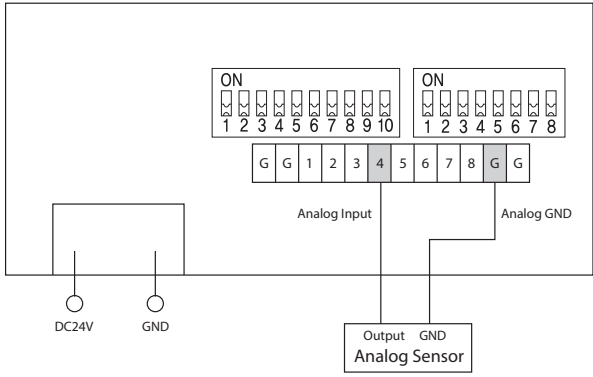 ON ON
1 2 3 4 5 6 7 8 9 10 1 2 3 4 5 6 7 8
G G 1 2 3 4 5 6 7 8 G G
Analog Input Analog GND
DC24V GND
Output GND
Analog Sensor